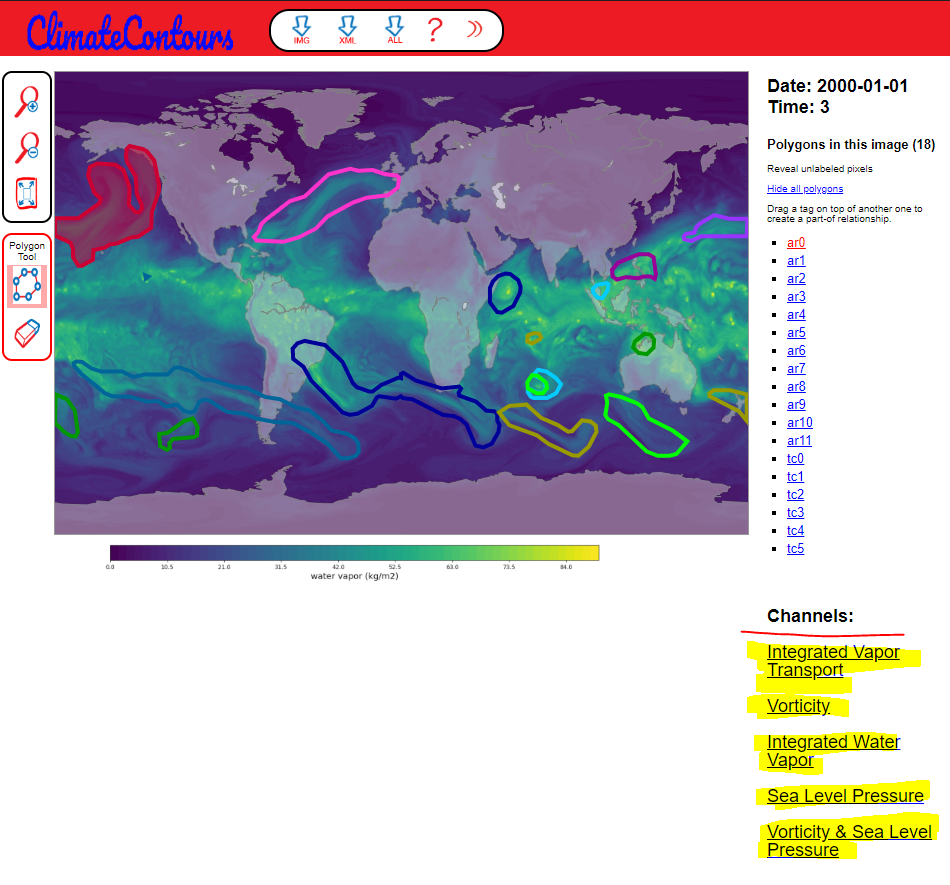 ClimateContours
IMG XML ALL ?
Date: 2000-01-01
Time: 3
Polygons in this image (18)
Reveal unlabeled pixels
Hide all polygons
Drag a tag on top of another one to
create a part-of relationship.
Polygon
Tool
ar0
ar1
ar2
ar3
ar4
ar5
ar6
ar7
ar8
ar9
ar10
ar11
tc0
tc1
tc2
tc3
tc4
tc5
0.0 10.5 21.0 31.5 42.0 52.5 63.0 73.5 84.0
water vapor (kg/m2)
Channels:
Integrated Vapor
Transport
Vorticity
Integrated Water
Vapor
Sea Level Pressure
Vorticity & Sea Level
Pressure